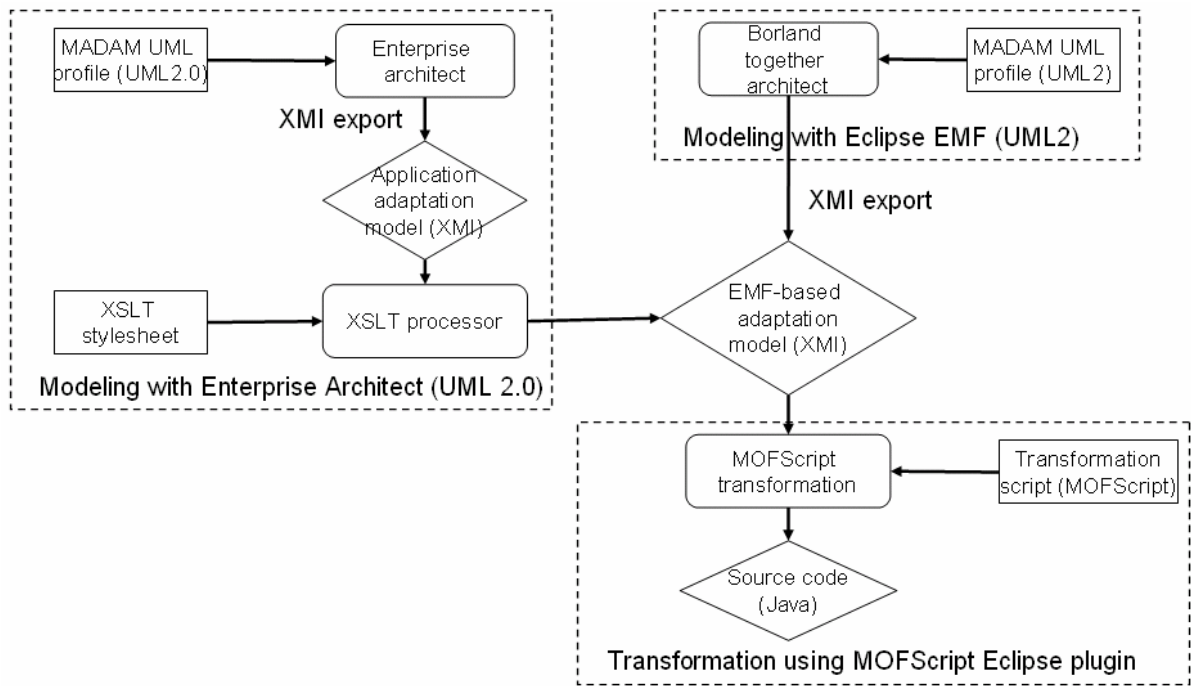 MADAM UML
profile (UML2.0)
Enterprise
architect
XMI export
Application
adaptation
model (XMI)
XSLT
stylesheet
XSLT processor
Modeling with Enterprise Architect (UML 2.0)
Borland
together
architect
MADAM UML
profile (UML2)
Modeling with Eclipse EMF (UML2)
XMI export
EMF-based
adaptation
model (XMI)
MOFScript
transformation
Transformation
script (MOFScript)
Source code
(Java)
Transformation using MOFScript Eclipse plugin